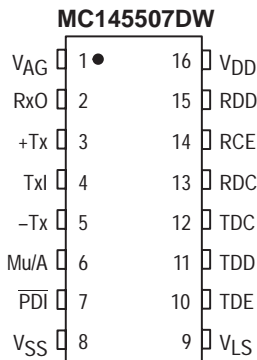 MC145507DW
VAG 1 16 VDD
RxO 2 15 RDD
+Tx 3 14 RCE
TxI 4 13 RDC
–Tx 5 12 TDC
Mu/A 6 11 TDD
PDI 7 10 TDE
VSS 8 9 VLS